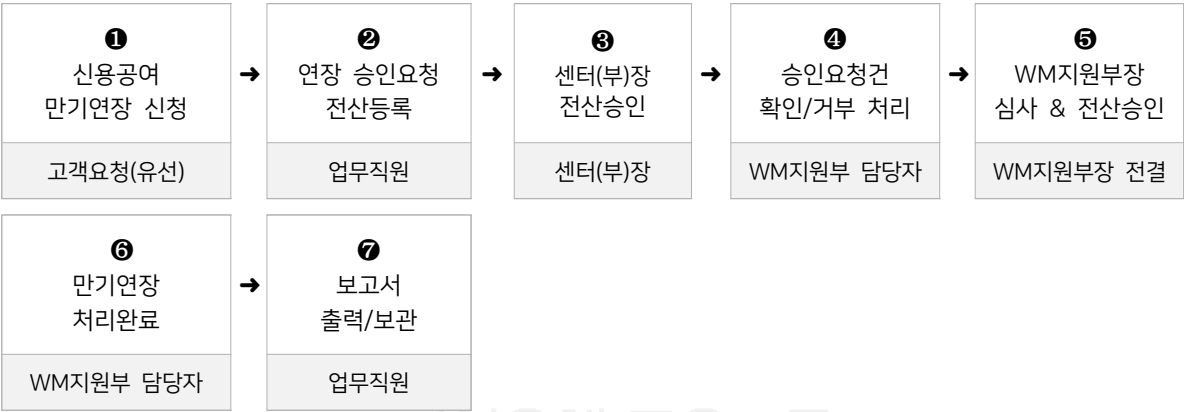 ❶
신용공여
만기연장 신청
고객요청(유선)
➜
❷
연장 승인요청
전산등록
업무직원
➜
❸
센터(부)장
전산승인
센터(부)장
➜
❹
승인요청건
확인/거부 처리
WM지원부 담당자
➜
❺
WM지원부장
심사 & 전산승인
WM지원부장 전결
❻
만기연장
처리완료
WM지원부 담당자
➜
❼
보고서
출력/보관
업무직원